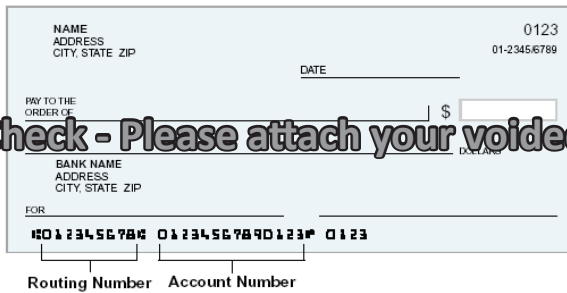 NAME
ADDRESS
CITY, STATE ZIP
0123
01-2345/6789
DATE
PAY TO THE
ORDER OF
$
heck - Please attach your voided
DOLLARS
BANK NAME
ADDRESS
CITY, STATE ZIP
FOR
⑆012345678⑆ 01234567890123⑈ 0123
Routing Number Account Number